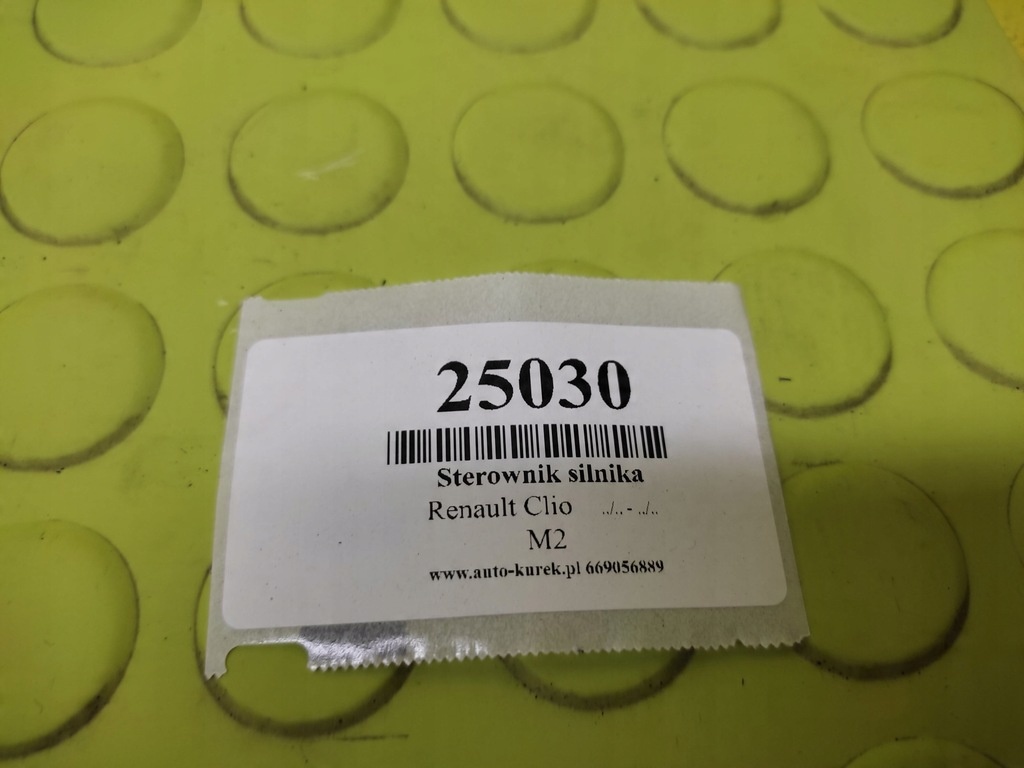 25030
Sterownik silnika
Renault Clio ../.. - ../..
M2
www.auto-kurek.pl 669056889